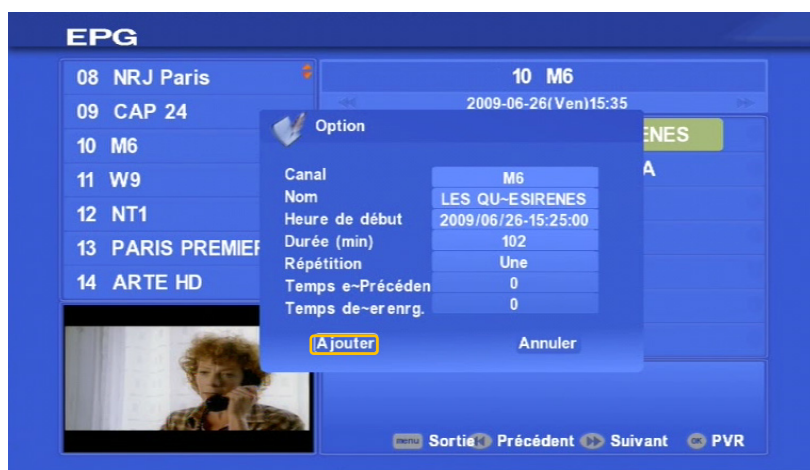 EPG
08 NRJ Paris
09 CAP 24
10 M6
11 W9
12 NT1
13 PARIS PREMIER
14 ARTE HD
10 M6
2009-06-26(Ven)15:35
ENES
A
Option
Canal M6
Nom LES QU~ESIRENES
Heure de début 2009/06/26-15:25:00
Durée (min) 102
Répétition Une
Temps e~Précéden 0
Temps de~erenrg. 0
Ajouter Annuler
menu Sortie Précédent Suivant OK PVR